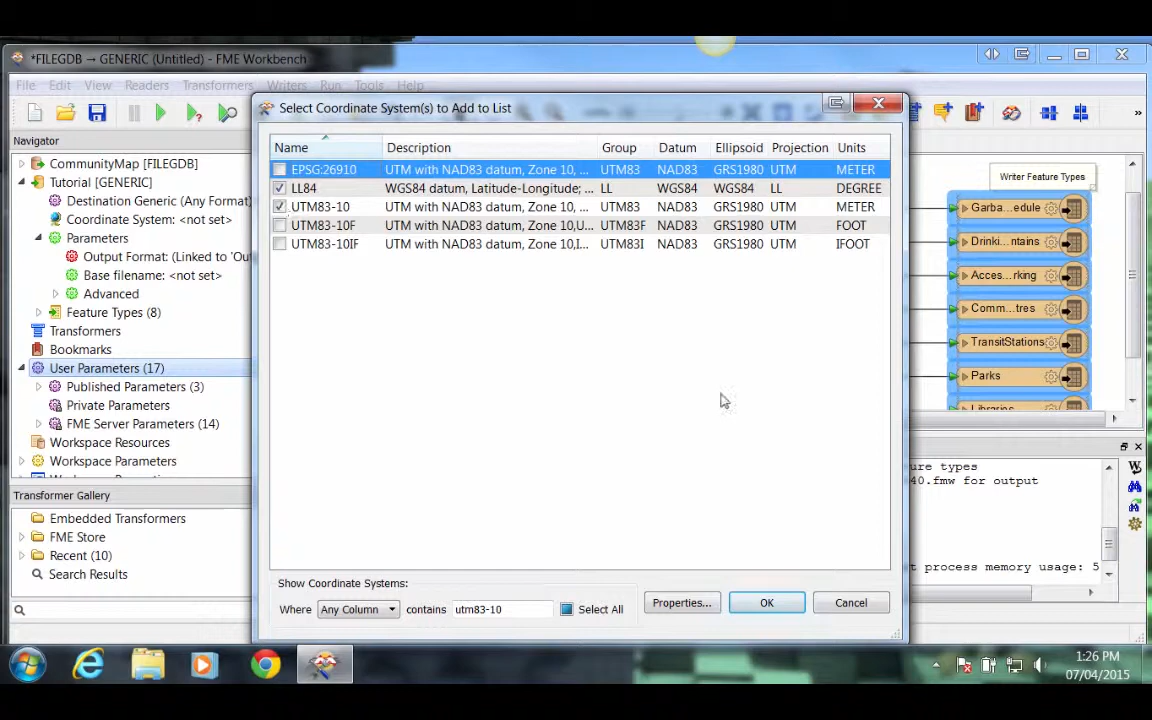 *FILEGDB → GENERIC (Untitled) - FME Workbench
File Edit View Readers Transformers Writers Run Tools Help
Select Coordinate System(s) to Add to List
Navigator
CommunityMap [FILEGDB]
Tutorial [GENERIC]
Destination Generic (Any Format)
Coordinate System: <not set>
Parameters
Output Format: (Linked to 'Ou
Base filename: <not set>
Advanced
Feature Types (8)
Transformers
Bookmarks
User Parameters (17)
Published Parameters (3)
Private Parameters
FME Server Parameters (14)
Workspace Resources
Workspace Parameters
Transformer Gallery
Embedded Transformers
FME Store
Recent (10)
Search Results
Name Description Group Datum Ellipsoid Projection Units
EPSG:26910 UTM with NAD83 datum, Zone 10, ... UTM83 NAD83 GRS1980 UTM METER
LL84 WGS84 datum, Latitude-Longitude; ... LL WGS84 WGS84 LL DEGREE
UTM83-10 UTM with NAD83 datum, Zone 10, ... UTM83 NAD83 GRS1980 UTM METER
UTM83-10F UTM with NAD83 datum, Zone 10,U... UTM83F NAD83 GRS1980 UTM FOOT
UTM83-10IF UTM with NAD83 datum, Zone 10,I... UTM83I NAD83 GRS1980 UTM IFOOT
Show Coordinate Systems:
Where Any Column contains utm83-10 Select All Properties... OK Cancel
»
Writer Feature Types
Garba...edule
Drinki...ntains
Acces...rking
Comm...tres
TransitStations
Parks
Libraries
ure types
40.fmw for output
t process memory usage: 5
1:26 PM
07/04/2015